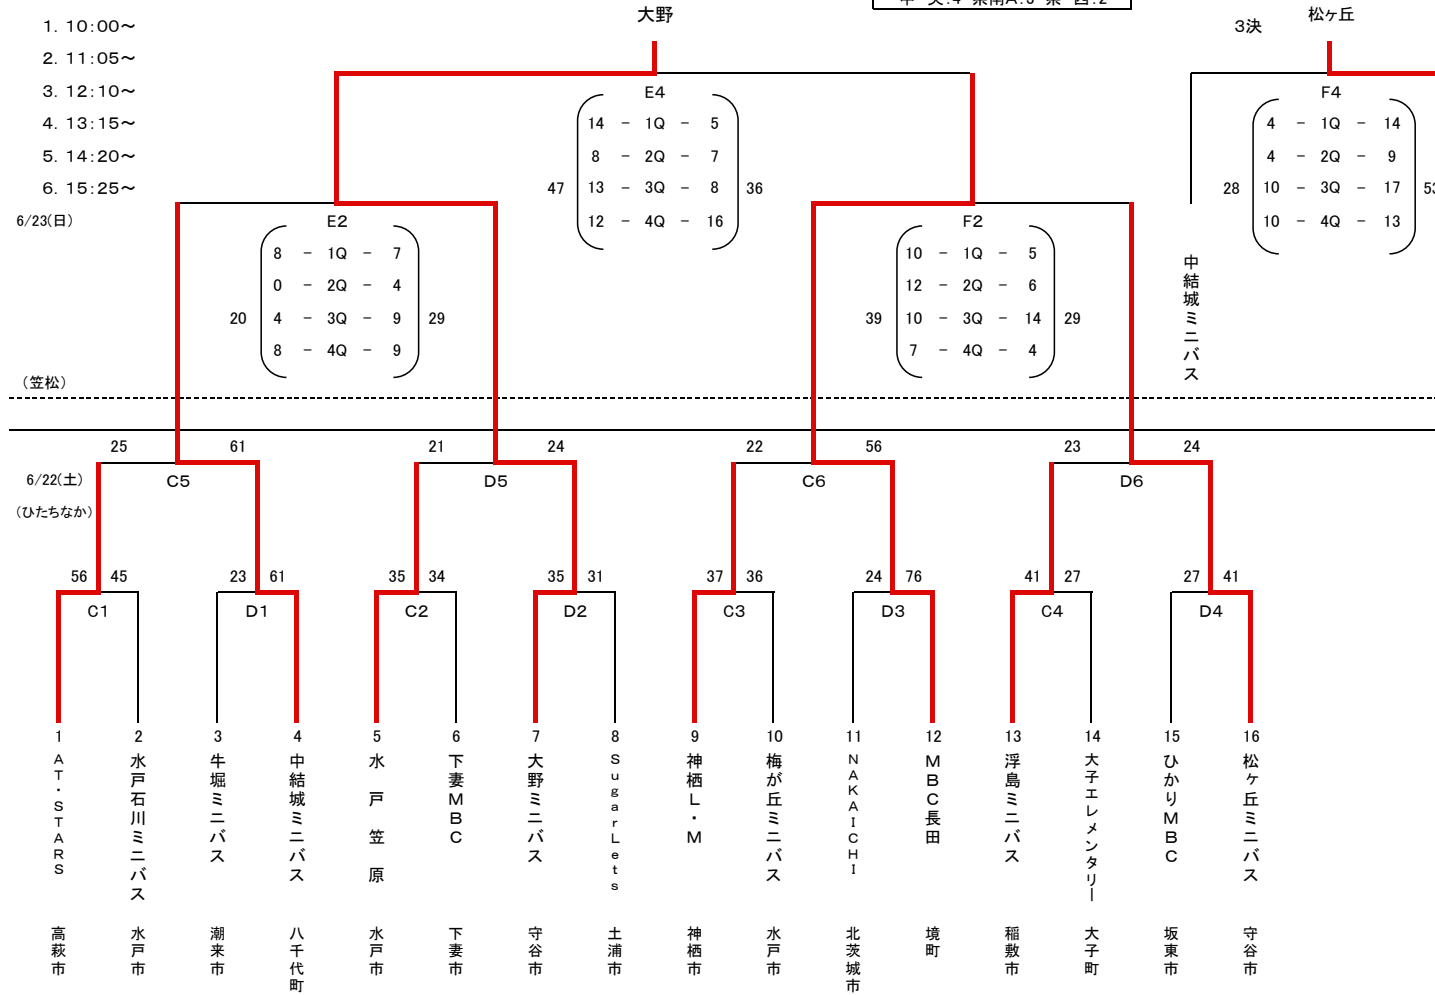 大野
3決
松ヶ丘
1. 10:00～
2. 11:05～
3. 12:10～
4. 13:15～
5. 14:20～
6. 15:25～
6/23(日)
E4
14 － 1Q － 5
8 － 2Q － 7
47 13 － 3Q － 8 36
12 － 4Q － 16
F4
4 － 1Q － 14
4 － 2Q － 9
28 10 － 3Q － 17
10 － 4Q － 13
E2
8 － 1Q － 7
0 － 2Q － 4
20 4 － 3Q － 9 29
8 － 4Q － 9
F2
10 － 1Q － 5
12 － 2Q － 6
39 10 － 3Q － 14 29
7 － 4Q － 4
中結城ミニバス
(笠松)
25 61 21 24 22 56 23 24
6/22(土)
C5 D5 C6 D6
(ひたちなか)
56 45 23 61 35 34 35 31 37 36 24 76 41 27 27 41
C1 D1 C2 D2 C3 D3 C4 D4
1 2 3 4 5 6 7 8 9 10 11 12 13 14 15 16
AT・STARS
水戸石川ミニバス
牛堀ミニバス
中結城ミニバス
水戸笠原
下妻MBC
大野ミニバス
SugarLets
神栖L・M
梅が丘ミニバス
NAKAICHI
MBC長田
浮島ミニバス
大子エレメンタリー
ひかりMBC
松ヶ丘ミニバス
高萩市
水戸市
潮来市
八千代町
水戸市
下妻市
守谷市
土浦市
神栖市
水戸市
北茨城市
境町
稲敷市
大子町
坂東市
守谷市